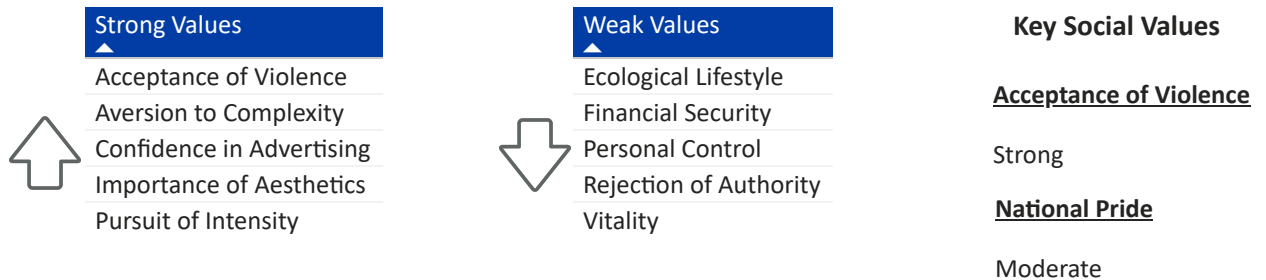 Strong Values
Acceptance of Violence
Aversion to Complexity
Confidence in Advertising
Importance of Aesthetics
Pursuit of Intensity
Weak Values
Ecological Lifestyle
Financial Security
Personal Control
Rejection of Authority
Vitality
Key Social Values
Acceptance of Violence
Strong
National Pride
Moderate